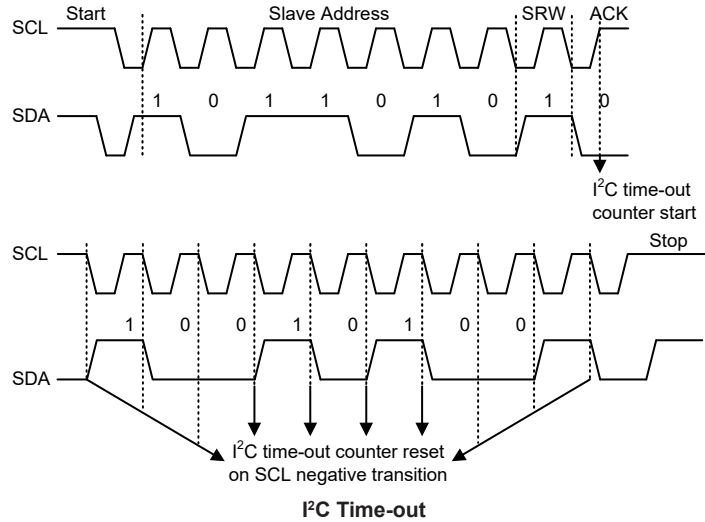 Start Slave Address SRW ACK
SCL
1 0 1 1 0 1 0 1 0
SDA
I²C time-out
counter start
Stop
SCL
1 0 0 1 0 1 0 0
SDA
I²C time-out counter reset
on SCL negative transition
I²C Time-out